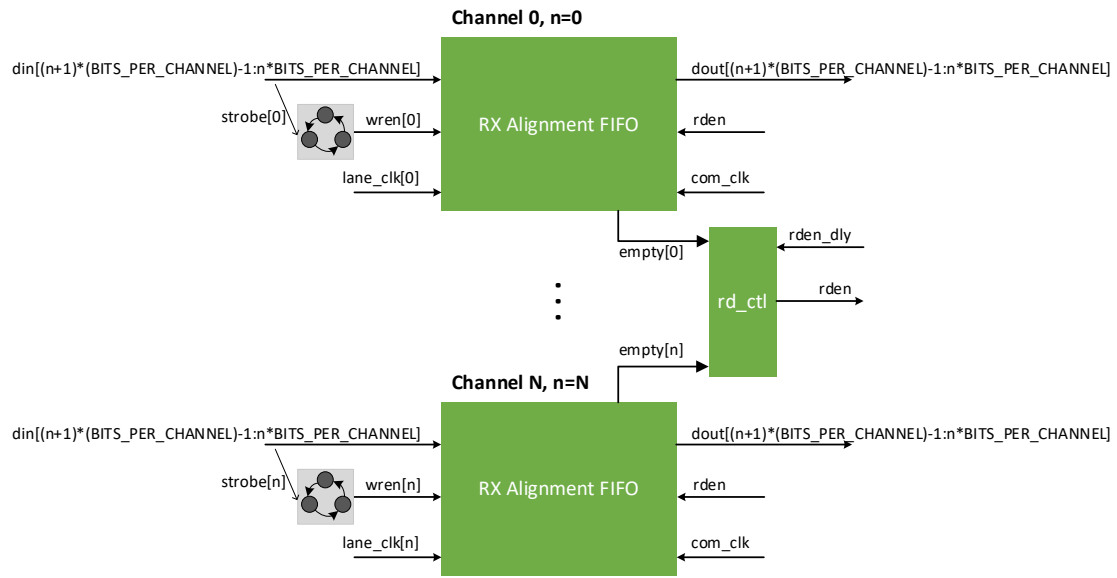 Channel 0, n=0
din[(n+1)*(BITS_PER_CHANNEL)-1:n*BITS_PER_CHANNEL]
dout[(n+1)*(BITS_PER_CHANNEL)-1:n*BITS_PER_CHANNEL]
strobe[0]
wren[0]
RX Alignment FIFO
rden
lane_clk[0]
com_clk
empty[0]
rden_dly
rd_ctl
rden
empty[n]
Channel N, n=N
din[(n+1)*(BITS_PER_CHANNEL)-1:n*BITS_PER_CHANNEL]
dout[(n+1)*(BITS_PER_CHANNEL)-1:n*BITS_PER_CHANNEL]
strobe[n]
wren[n]
RX Alignment FIFO
rden
lane_clk[n]
com_clk